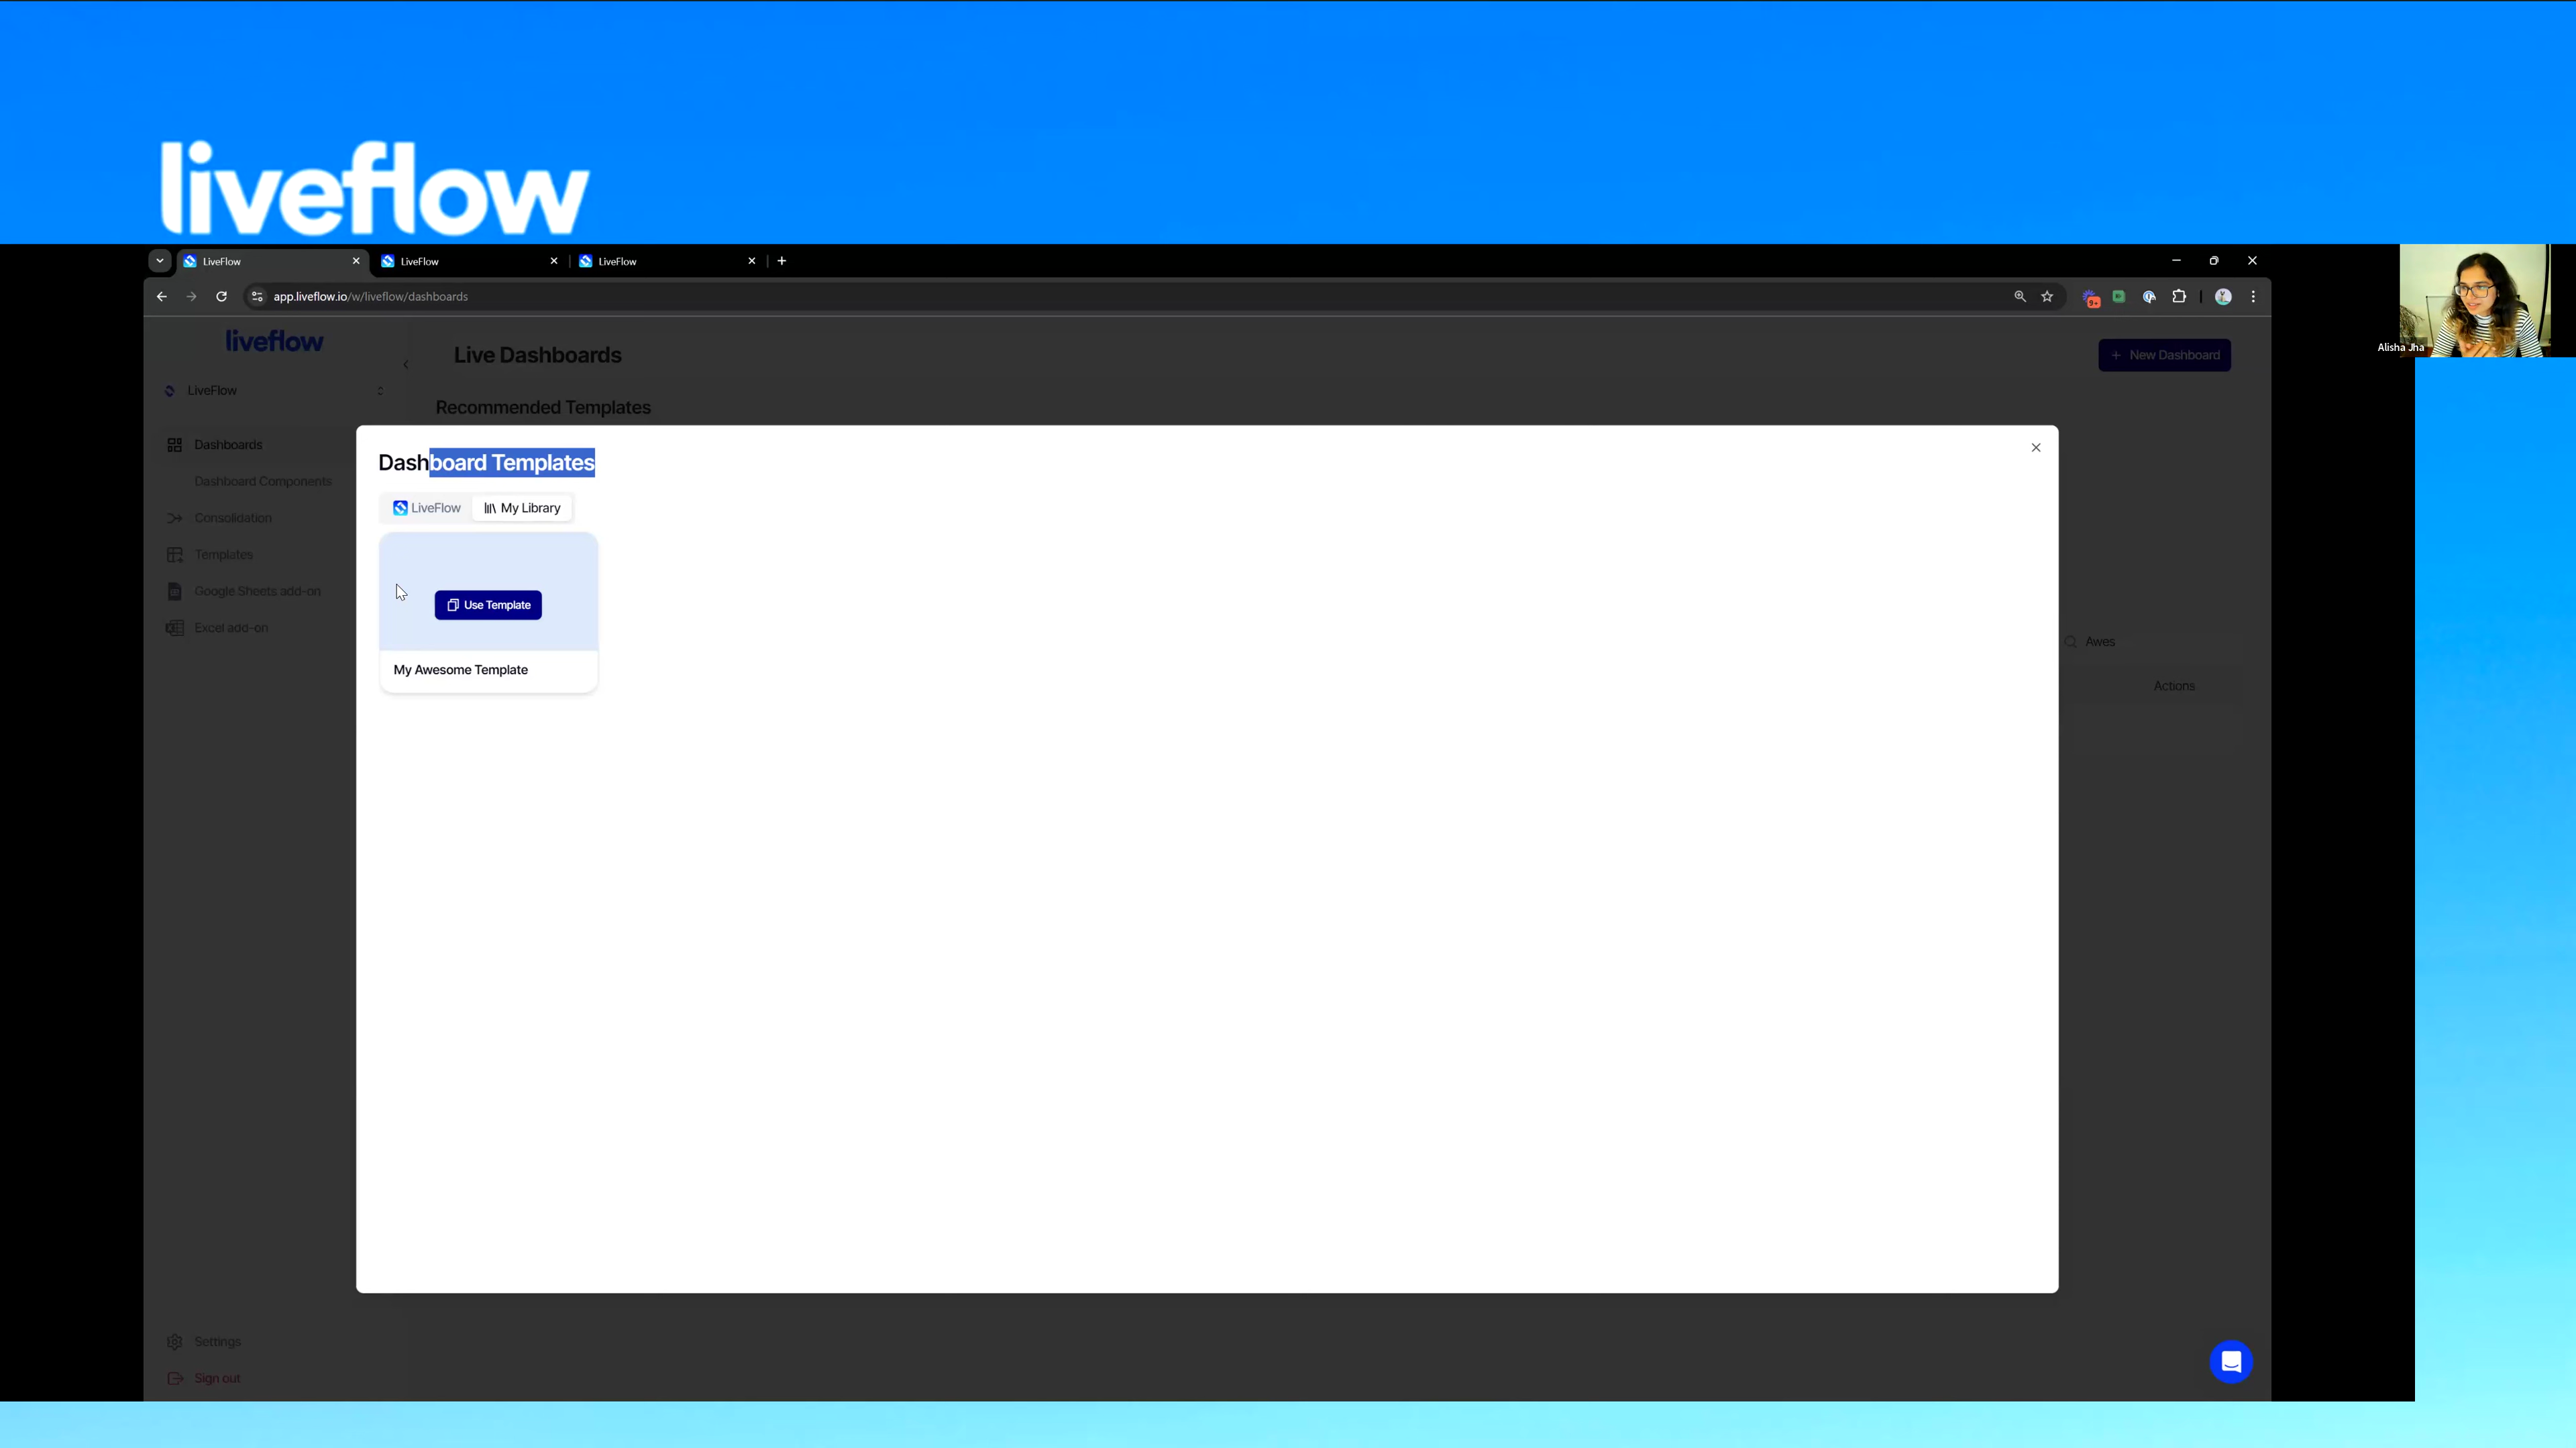 liveflow
LiveFlow
LiveFlow
LiveFlow
app.liveflow.io/w/liveflow/dashboards
9+
Alisha Jha
liveflow
LiveFlow
Dashboards
Dashboard Components
Consolidation
Templates
Google Sheets add-on
Excel add-on
Settings
Sign out
Live Dashboards
New Dashboard
Recommended Templates
Dashboard Templates
LiveFlow
My Library
Use Template
My Awesome Template
Awes
Actions